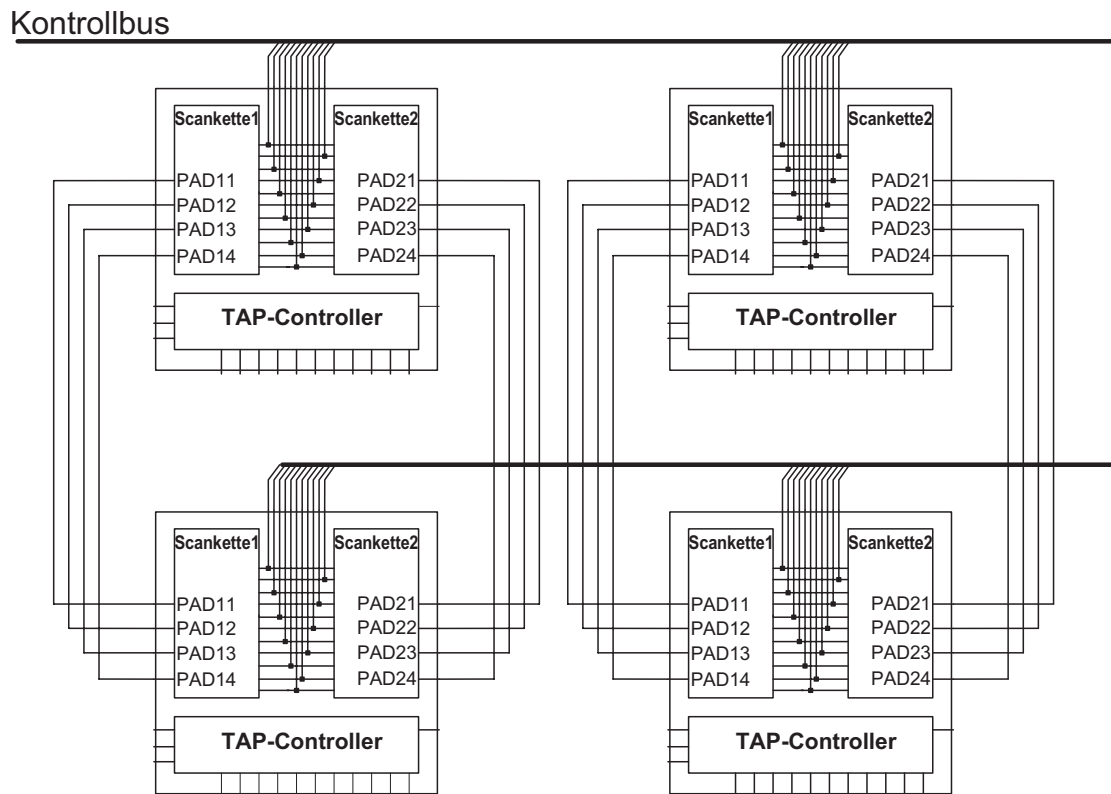 Kontrollbus
Scankette1 Scankette2 Scankette1 Scankette2
PAD11 PAD21 PAD11 PAD21
PAD12 PAD22 PAD12 PAD22
PAD13 PAD23 PAD13 PAD23
PAD14 PAD24 PAD14 PAD24
TAP-Controller TAP-Controller
Scankette1 Scankette2 Scankette1 Scankette2
PAD11 PAD21 PAD11 PAD21
PAD12 PAD22 PAD12 PAD22
PAD13 PAD23 PAD13 PAD23
PAD14 PAD24 PAD14 PAD24
TAP-Controller TAP-Controller